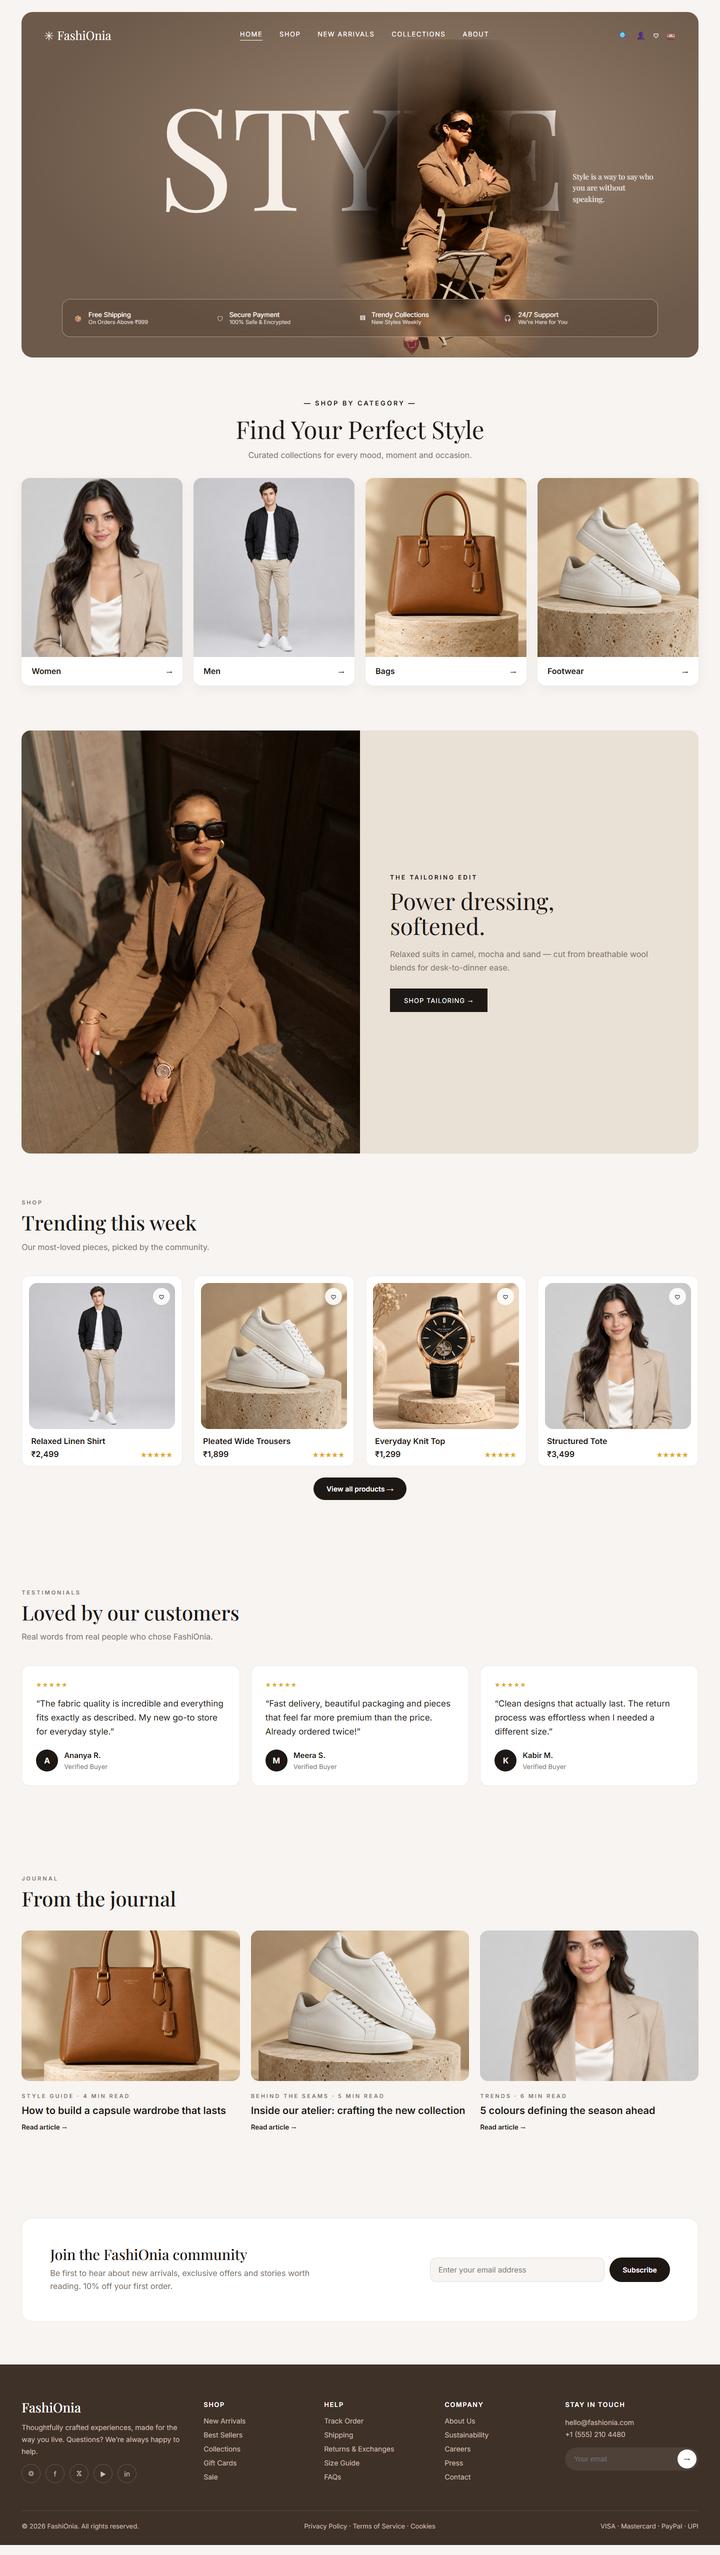 FashiOnia
HOME SHOP NEW ARRIVALS COLLECTIONS ABOUT
STYLE
Style is a way to say who
you are without
speaking.
Free Shipping
On Orders Above ₹999
Secure Payment
100% Safe & Encrypted
Trendy Collections
New Styles Weekly
24/7 Support
We're Here for You
— SHOP BY CATEGORY —
Find Your Perfect Style
Curated collections for every mood, moment and occasion.
Women →
Men →
Bags →
Footwear →
THE TAILORING EDIT
Power dressing,
softened.
Relaxed suits in camel, mocha and sand — cut from breathable wool
blends for desk-to-dinner ease.
SHOP TAILORING →
SHOP
Trending this week
Our most-loved pieces, picked by the community.
Relaxed Linen Shirt
₹2,499 ★★★★★
Pleated Wide Trousers
₹1,899 ★★★★★
Everyday Knit Top
₹1,299 ★★★★★
Structured Tote
₹3,499 ★★★★★
View all products →
TESTIMONIALS
Loved by our customers
Real words from real people who chose FashiOnia.
★★★★★
“The fabric quality is incredible and everything
fits exactly as described. My new go-to store
for everyday style.”
A
Ananya R.
Verified Buyer
★★★★★
“Fast delivery, beautiful packaging and pieces
that feel far more premium than the price.
Already ordered twice!”
M
Meera S.
Verified Buyer
★★★★★
“Clean designs that actually last. The return
process was effortless when I needed a
different size.”
K
Kabir M.
Verified Buyer
JOURNAL
From the journal
STYLE GUIDE · 4 MIN READ
How to build a capsule wardrobe that lasts
Read article →
BEHIND THE SEAMS · 5 MIN READ
Inside our atelier: crafting the new collection
Read article →
TRENDS · 6 MIN READ
5 colours defining the season ahead
Read article →
Join the FashiOnia community
Be first to hear about new arrivals, exclusive offers and stories worth
reading. 10% off your first order.
Enter your email address
Subscribe
FashiOnia
Thoughtfully crafted experiences, made for the
way you live. Questions? We're always happy to
help.
f 𝕏 ▶ in
SHOP
New Arrivals
Best Sellers
Collections
Gift Cards
Sale
HELP
Track Order
Shipping
Returns & Exchanges
Size Guide
FAQs
COMPANY
About Us
Sustainability
Careers
Press
Contact
STAY IN TOUCH
hello@fashionia.com
+1 (555) 210 4480
Your email →
© 2026 FashiOnia. All rights reserved.
Privacy Policy · Terms of Service · Cookies
VISA · Mastercard · PayPal · UPI